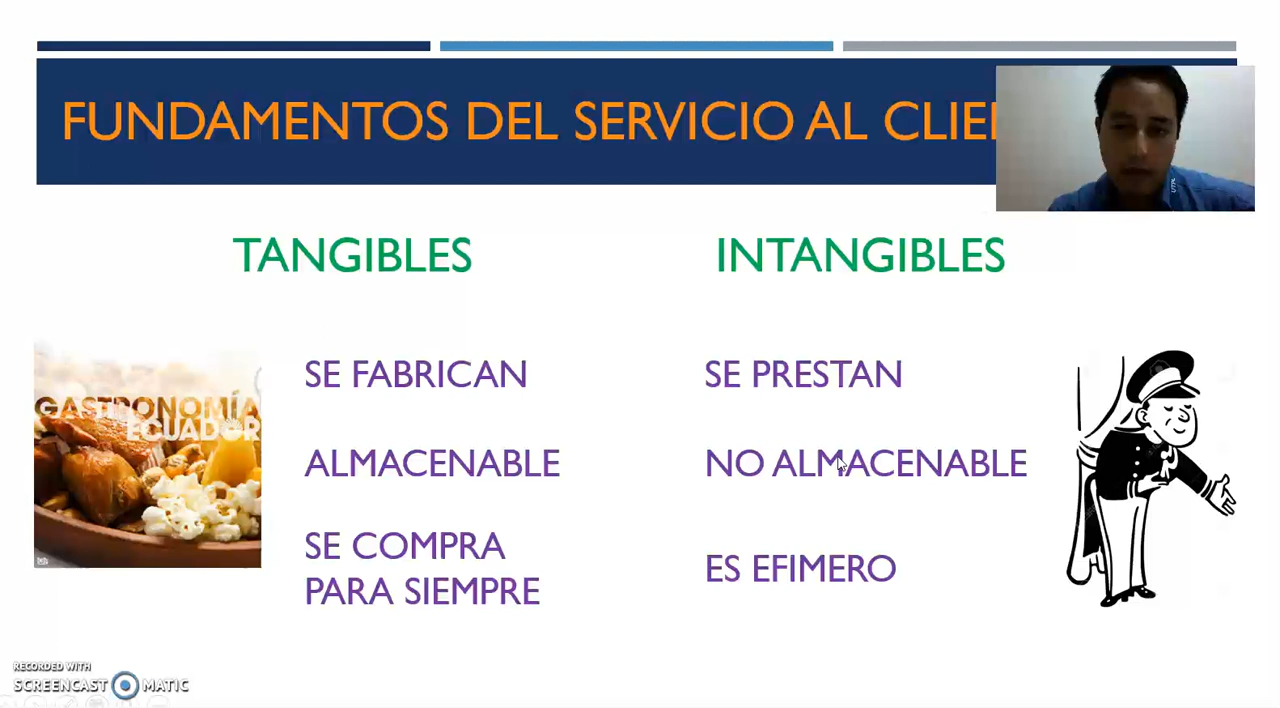 FUNDAMENTOS DEL SERVICIO AL
UTPL
TANGIBLES
INTANGIBLES
GASTRONOMÍA
ECUADOR
SE FABRICAN
SE PRESTAN
ALMACENABLE
NO ALMACENABLE
SE COMPRA
PARA SIEMPRE
ES EFIMERO
RECORDED WITH
SCREENCAST MATIC